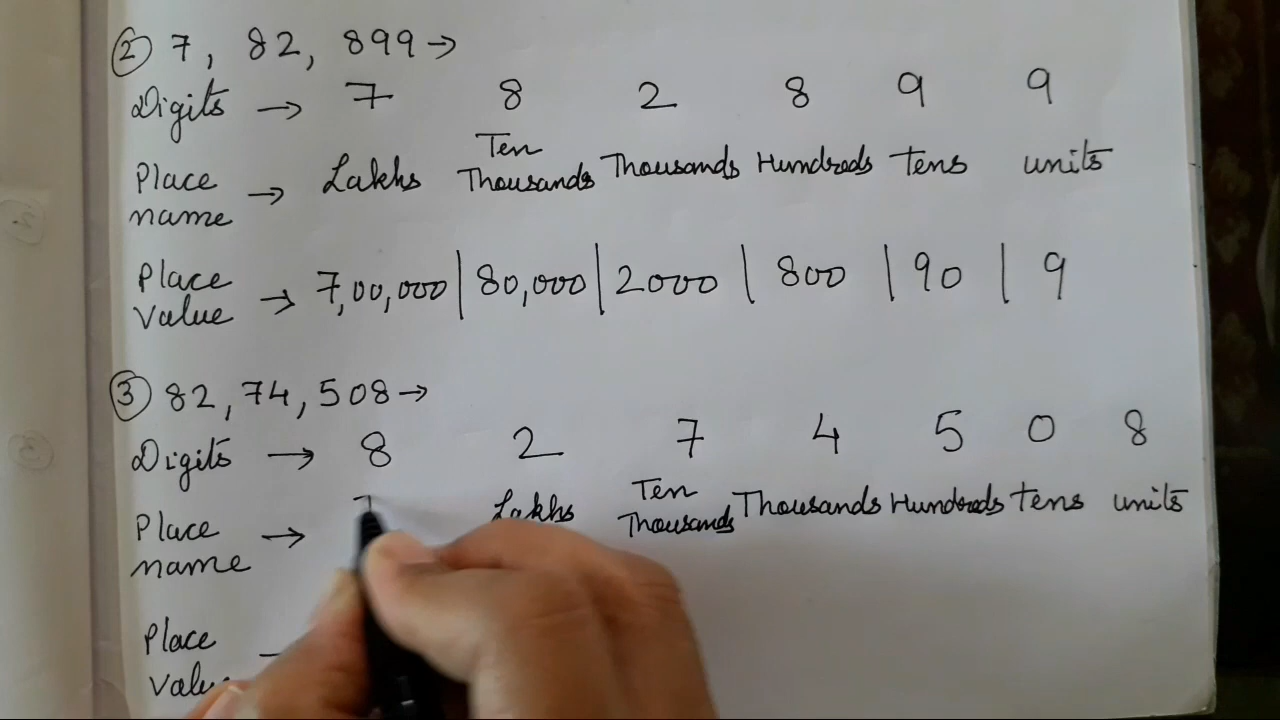 ② 7, 82, 899 →
Digits → 7 8 2 8 9 9
Place name → Lakhs Ten Thousands Thousands Hundreds tens units
Place Value → 7,00,000 | 80,000 | 2000 | 800 | 90 | 9
③ 82,74,508 →
Digits → 8 2 7 4 5 0 8
Place name → Lakhs Ten Thousands Thousands Hundreds tens units
Place